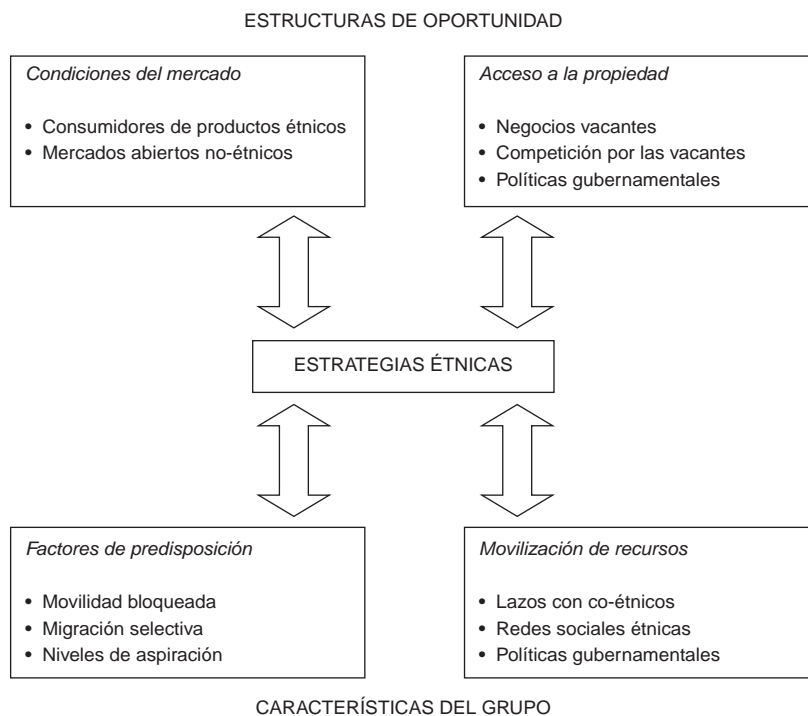 ESTRUCTURAS DE OPORTUNIDAD
Condiciones del mercado
• Consumidores de productos étnicos
• Mercados abiertos no-étnicos
Acceso a la propiedad
• Negocios vacantes
• Competición por las vacantes
• Políticas gubernamentales
ESTRATEGIAS ÉTNICAS
Factores de predisposición
• Movilidad bloqueada
• Migración selectiva
• Niveles de aspiración
Movilización de recursos
• Lazos con co-étnicos
• Redes sociales étnicas
• Políticas gubernamentales
CARACTERÍSTICAS DEL GRUPO